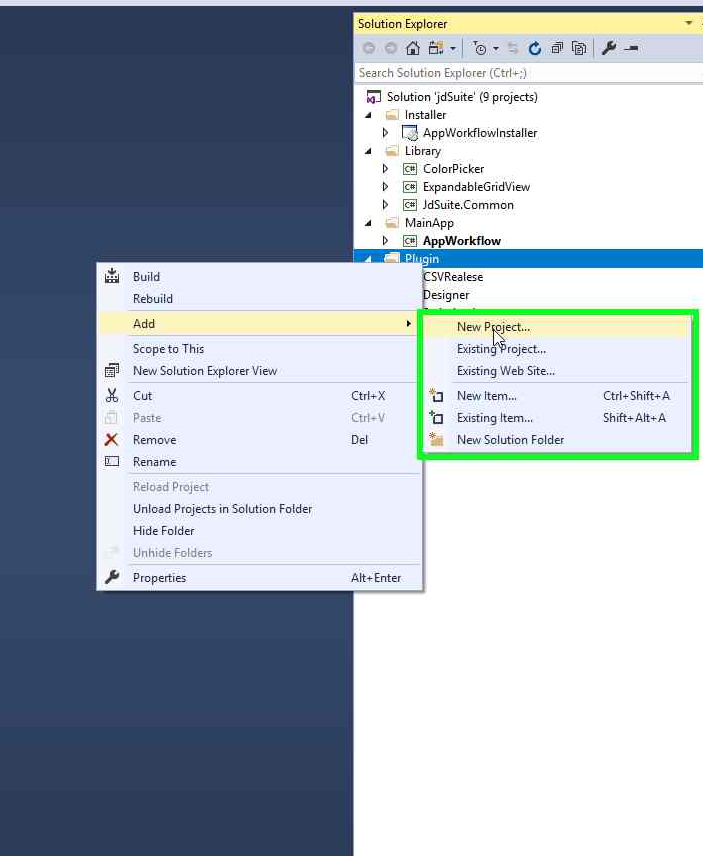 Solution Explorer
Search Solution Explorer (Ctrl+;)
Solution 'jdSuite' (9 projects)
Installer
AppWorkflowInstaller
Library
C# ColorPicker
C# ExpandableGridView
C# JdSuite.Common
MainApp
C# AppWorkflow
Plugin
CSVRealese
Designer
Build
Rebuild
Add
Scope to This
New Solution Explorer View
Cut Ctrl+X
Paste Ctrl+V
Remove Del
Rename
Reload Project
Unload Projects in Solution Folder
Hide Folder
Unhide Folders
Properties Alt+Enter
New Project...
Existing Project...
Existing Web Site...
New Item... Ctrl+Shift+A
Existing Item... Shift+Alt+A
New Solution Folder